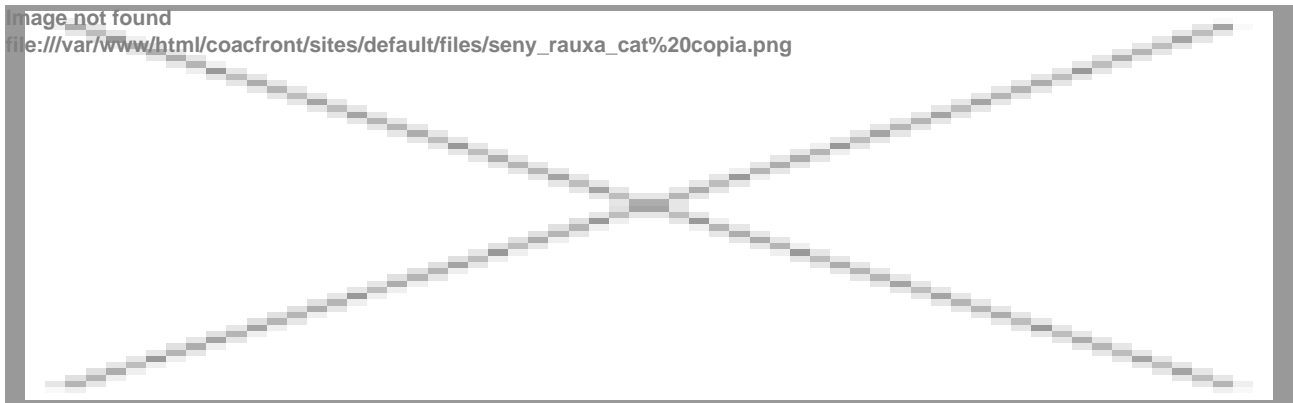 Image not found
file:///var/www/html/coacfront/sites/default/files/seny_rauxa_cat%20copia.png